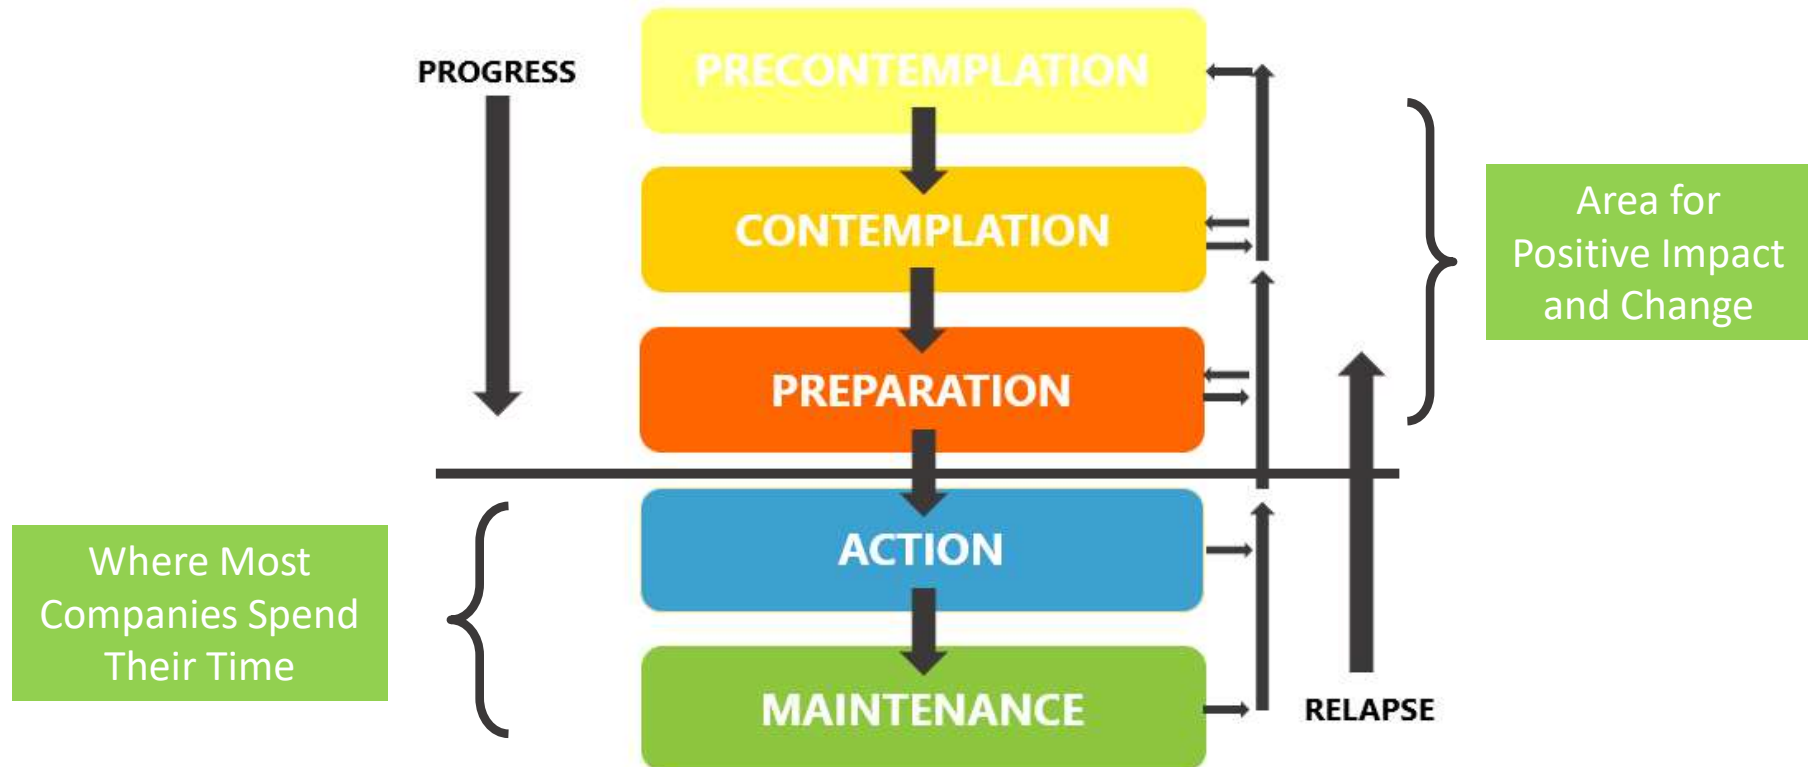 PROGRESS
PRECONTEMPLATION
CONTEMPLATION
PREPARATION
Area for
Positive Impact
and Change
Where Most
Companies Spend
Their Time
ACTION
MAINTENANCE
RELAPSE